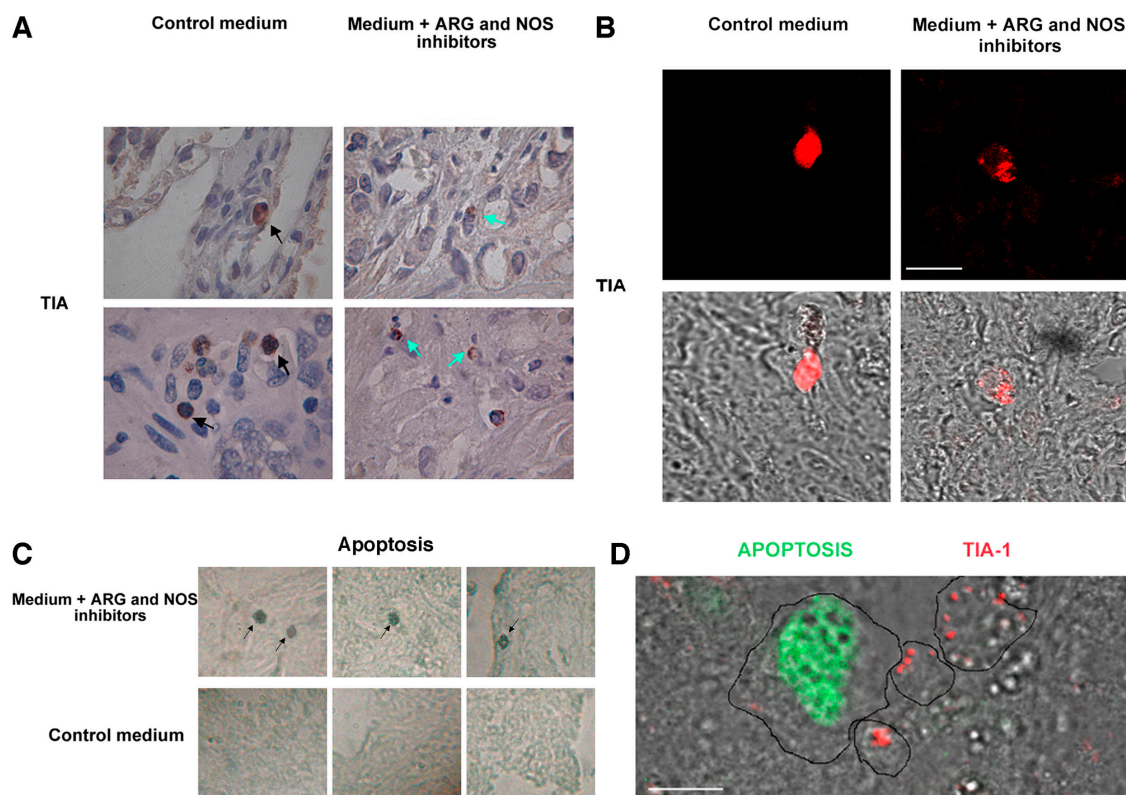 A
Control medium
Medium + ARG and NOS
inhibitors
TIA
B
Control medium
Medium + ARG and NOS
inhibitors
TIA
C
Apoptosis
Medium + ARG and NOS
inhibitors
Control medium
D
APOPTOSIS
TIA-1